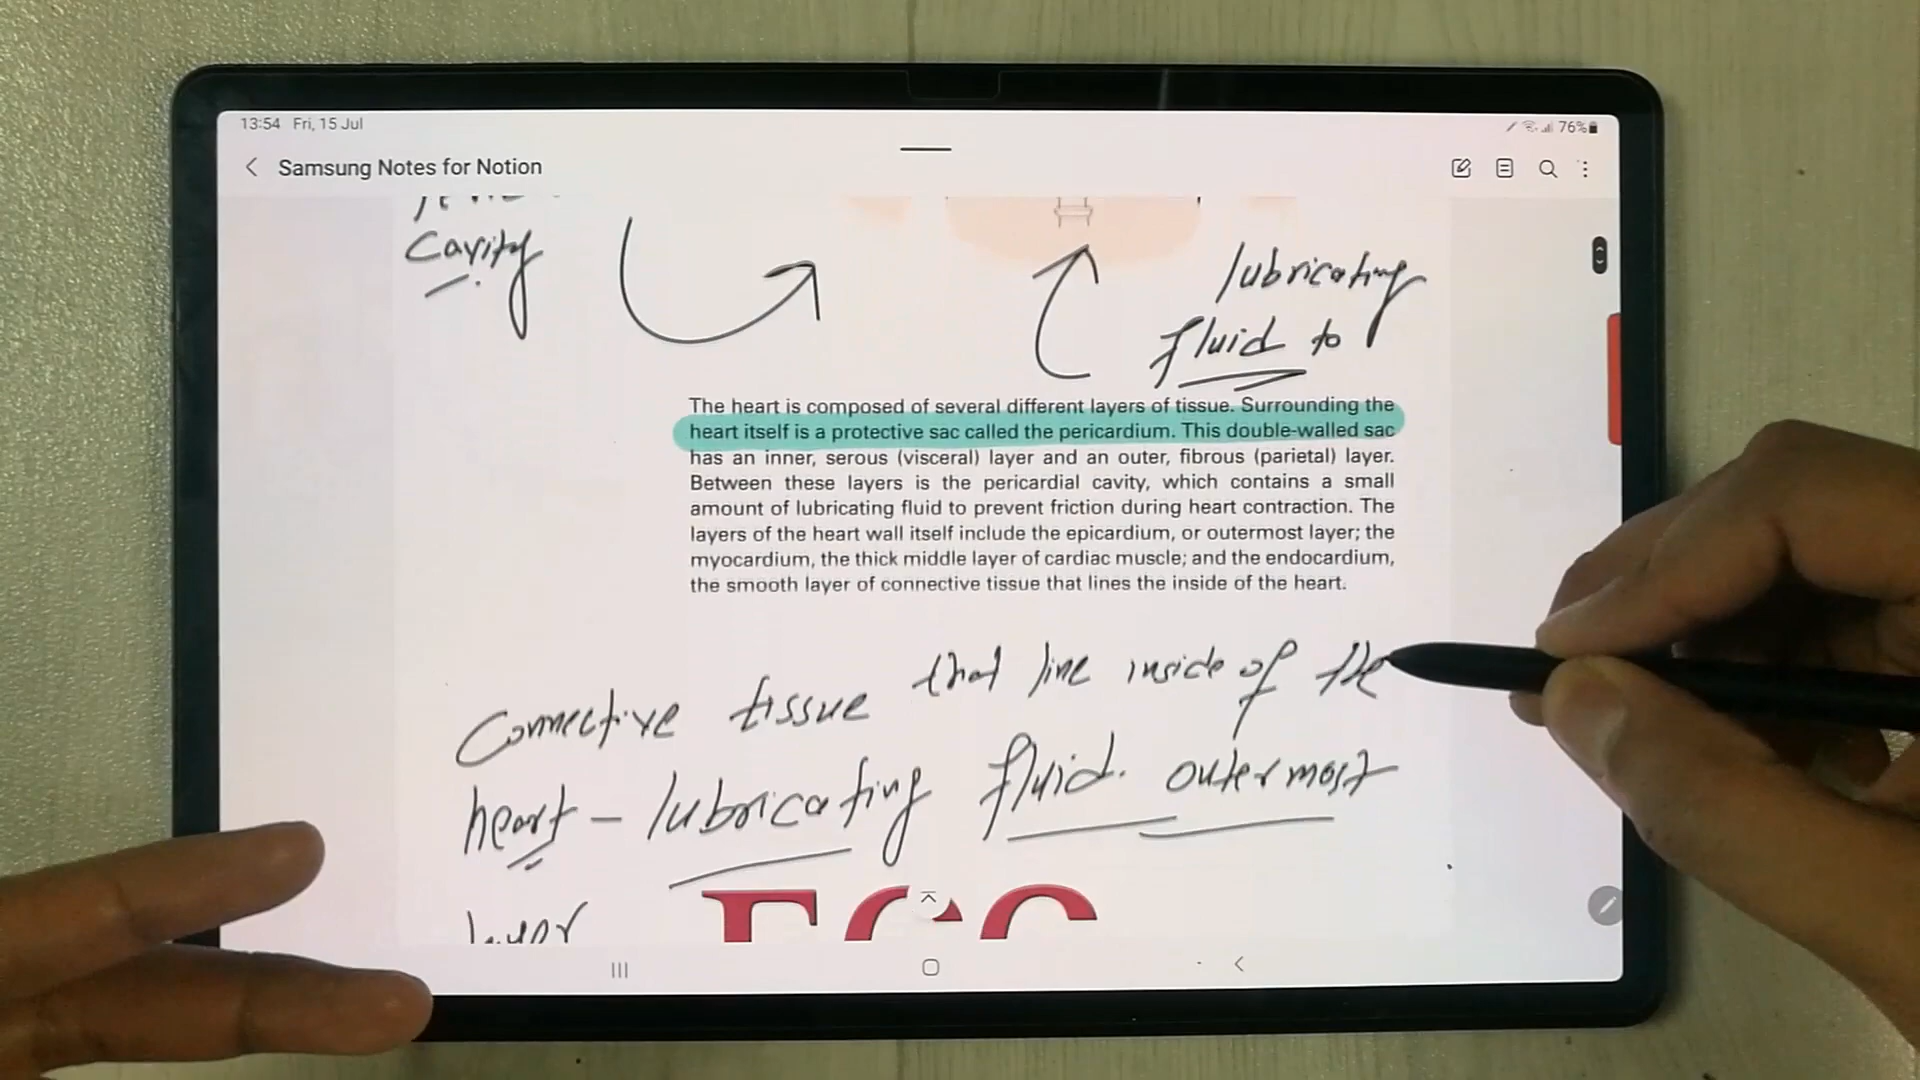 13:54 Fri, 15 Jul
76%
Samsung Notes for Notion
cavity
lubricating
fluid to
The heart is composed of several different layers of tissue. Surrounding the
heart itself is a protective sac called the pericardium. This double-walled sac
has an inner, serous (visceral) layer and an outer, fibrous (parietal) layer.
Between these layers is the pericardial cavity, which contains a small
amount of lubricating fluid to prevent friction during heart contraction. The
layers of the heart wall itself include the epicardium, or outermost layer; the
myocardium, the thick middle layer of cardiac muscle; and the endocardium,
the smooth layer of connective tissue that lines the inside of the heart.
Connective tissue that line inside of the
heart – lubricating fluid. outermost
layer